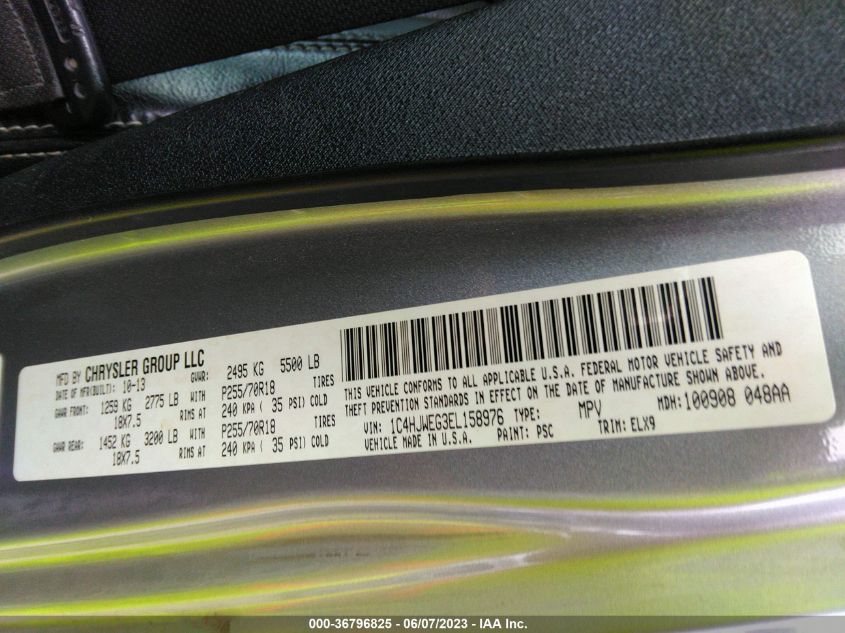 MFD BY CHRYSLER GROUP LLC
DATE OF MFR(BUILT): 10-13 GVWR: 2495 KG 5500 LB
GAWR FRONT: 1259 KG 2775 LB WITH P255/70R18 TIRES
18X7.5 RIMS AT 240 KPA ( 35 PSI) COLD
GAWR REAR: 1452 KG 3200 LB WITH P255/70R18 TIRES
18X7.5 RIMS AT 240 KPA ( 35 PSI) COLD
THIS VEHICLE CONFORMS TO ALL APPLICABLE U.S.A. FEDERAL MOTOR VEHICLE SAFETY AND
THEFT PREVENTION STANDARDS IN EFFECT ON THE DATE OF MANUFACTURE SHOWN ABOVE.
VIN: 1C4HJWEG3EL158976 TYPE: MPV MDH: 100908 048AA
VEHICLE MADE IN U.S.A. PAINT: PSC TRIM: ELX9
000-36796825 - 06/07/2023 - IAA Inc.